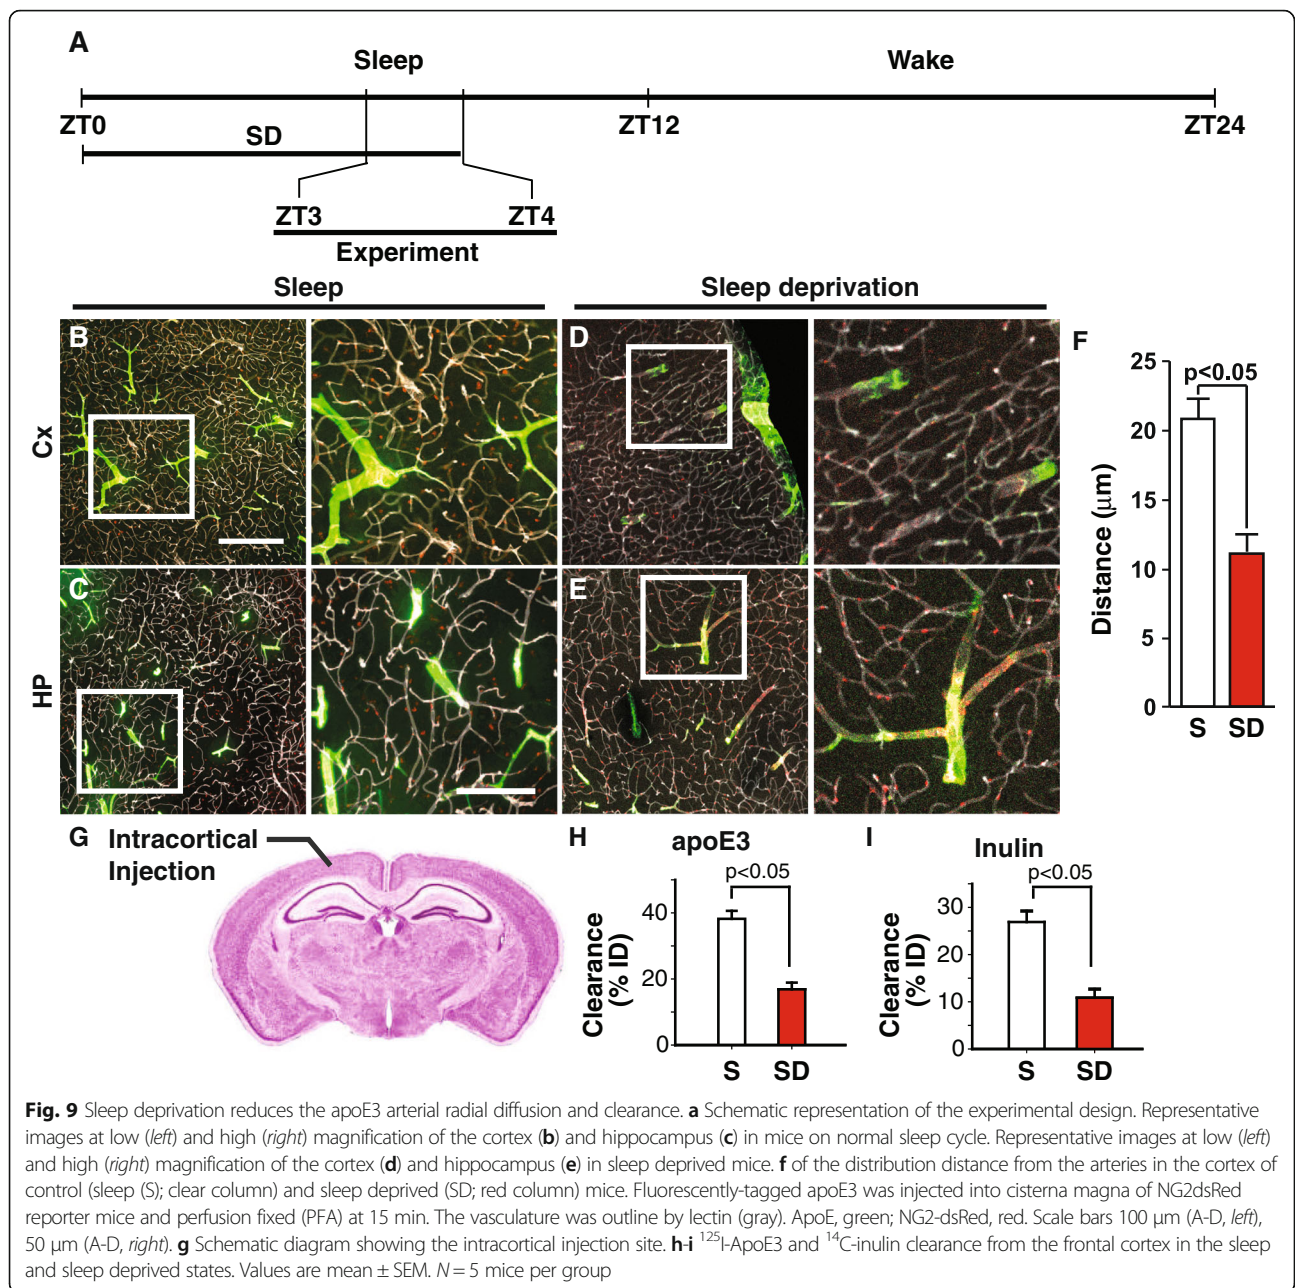 A
Sleep
Wake
ZT0
ZT12
ZT24
SD
ZT3
ZT4
Experiment
Sleep
Sleep deprivation
B
D
F
Cx
C
E
HP
25
20
15
10
5
0
p<0.05
Distance (µm)
S
SD
G
Intracortical
Injection
H
apoE3
p<0.05
40
20
0
Clearance
(% ID)
S
SD
I
Inulin
p<0.05
30
20
10
0
Clearance
(% ID)
S
SD
Fig. 9 Sleep deprivation reduces the apoE3 arterial radial diffusion and clearance. a Schematic representation of the experimental design. Representative
images at low (left) and high (right) magnification of the cortex (b) and hippocampus (c) in mice on normal sleep cycle. Representative images at low (left)
and high (right) magnification of the cortex (d) and hippocampus (e) in sleep deprived mice. f of the distribution distance from the arteries in the cortex of
control (sleep (S); clear column) and sleep deprived (SD; red column) mice. Fluorescently-tagged apoE3 was injected into cisterna magna of NG2dsRed
reporter mice and perfusion fixed (PFA) at 15 min. The vasculature was outline by lectin (gray). ApoE, green; NG2-dsRed, red. Scale bars 100 µm (A-D, left),
50 µm (A-D, right). g Schematic diagram showing the intracortical injection site. h-i ¹²⁵I-ApoE3 and ¹⁴C-inulin clearance from the frontal cortex in the sleep
and sleep deprived states. Values are mean ± SEM. N = 5 mice per group